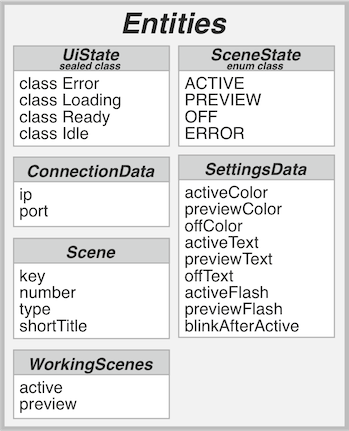 Entities
UiState
sealed class
class Error
class Loading
class Ready
class Idle
SceneState
enum class
ACTIVE
PREVIEW
OFF
ERROR
ConnectionData
ip
port
SettingsData
activeColor
previewColor
offColor
activeText
previewText
offText
activeFlash
previewFlash
blinkAfterActive
Scene
key
number
type
shortTitle
WorkingScenes
active
preview